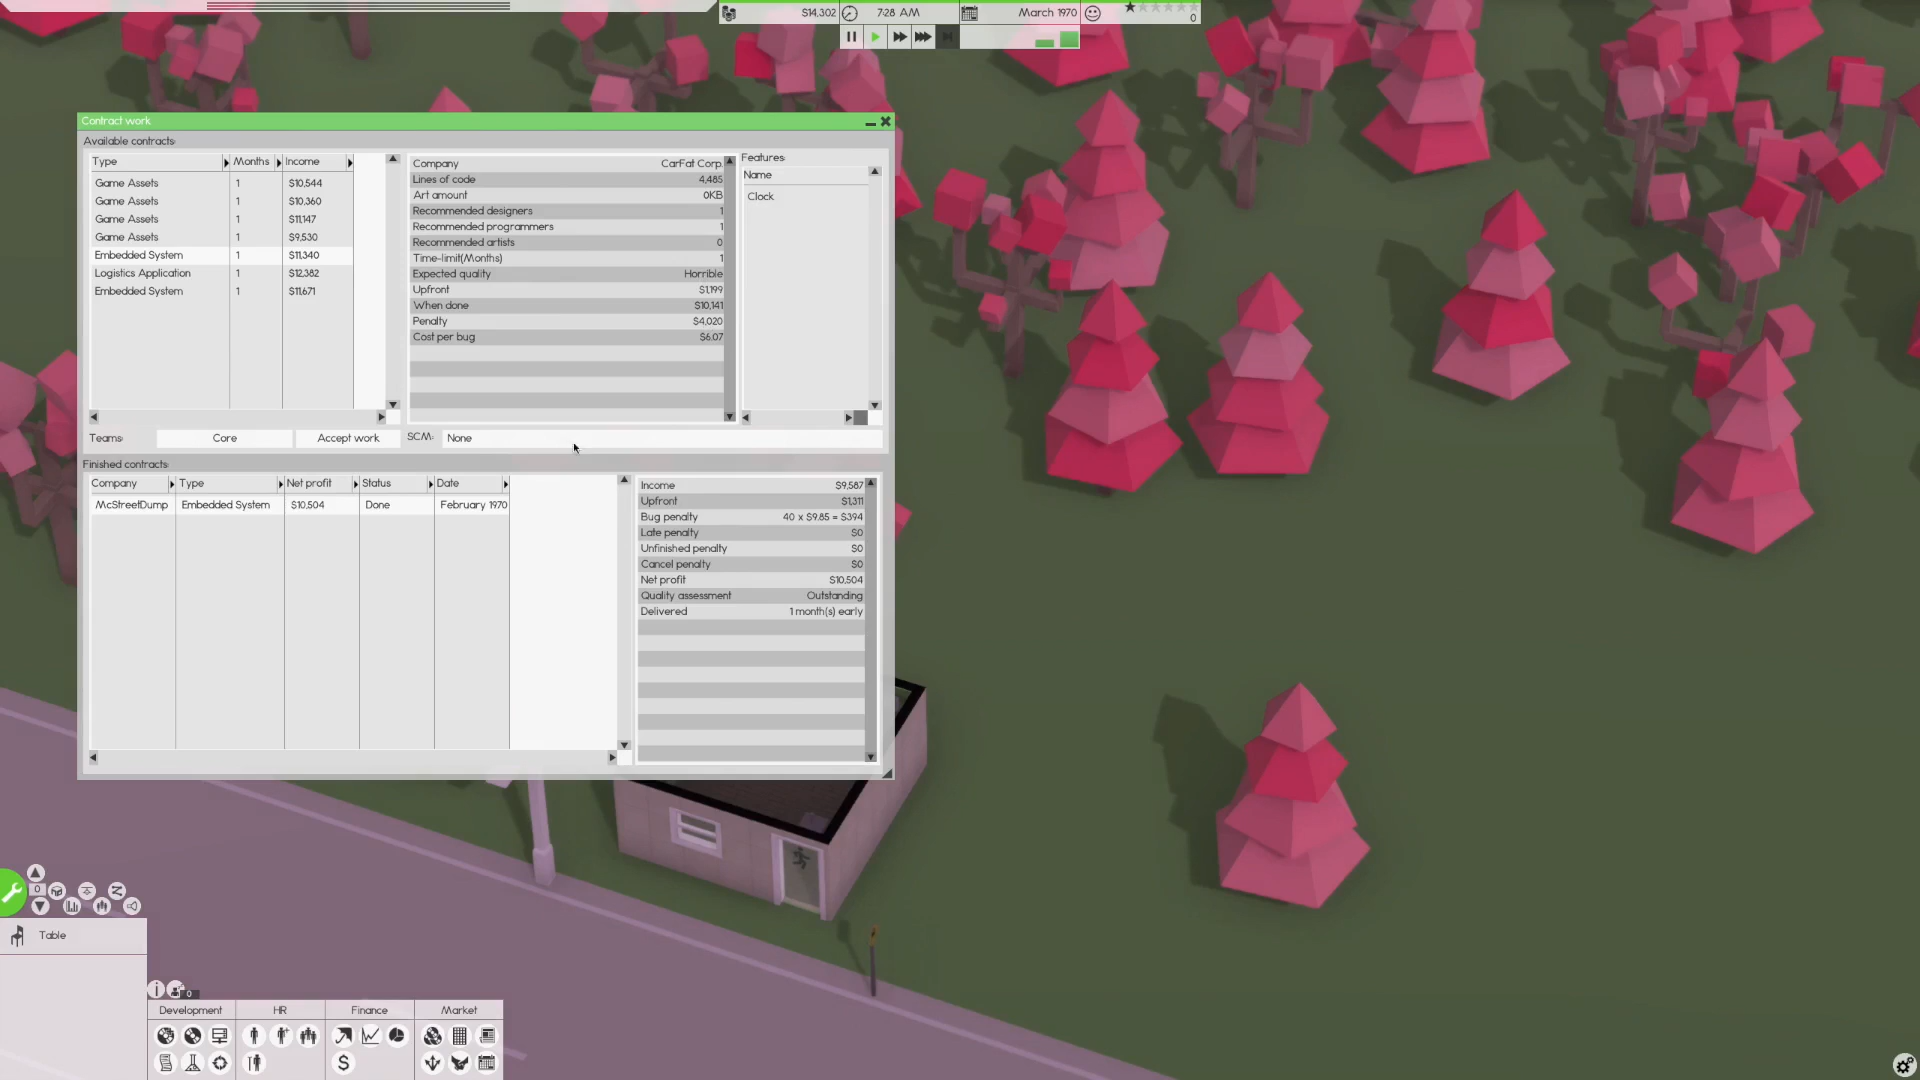 $14,302 7:28 AM March 1970 0
Contract work
Available contracts:
Type Months Income
Game Assets 1 $10,544
Game Assets 1 $10,360
Game Assets 1 $11,147
Game Assets 1 $9,530
Embedded System 1 $11,340
Logistics Application 1 $12,382
Embedded System 1 $11,671
Company CarFat Corp.
Lines of code 4,485
Art amount 0KB
Recommended designers 1
Recommended programmers 1
Recommended artists 0
Time-limit(Months) 1
Expected quality Horrible
Upfront $1,199
When done $10,141
Penalty $4,020
Cost per bug $6.07
Features:
Name
Clock
Teams: Core Accept work SCM: None
Finished contracts:
Company Type Net profit Status Date
McStreetDump Embedded System $10,504 Done February 1970
Income $9,587
Upfront $1,311
Bug penalty 40 x $9.85 = $394
Late penalty $0
Unfinished penalty $0
Cancel penalty $0
Net profit $10,504
Quality assessment Outstanding
Delivered 1 month(s) early
0
Table
0
Development HR Finance Market